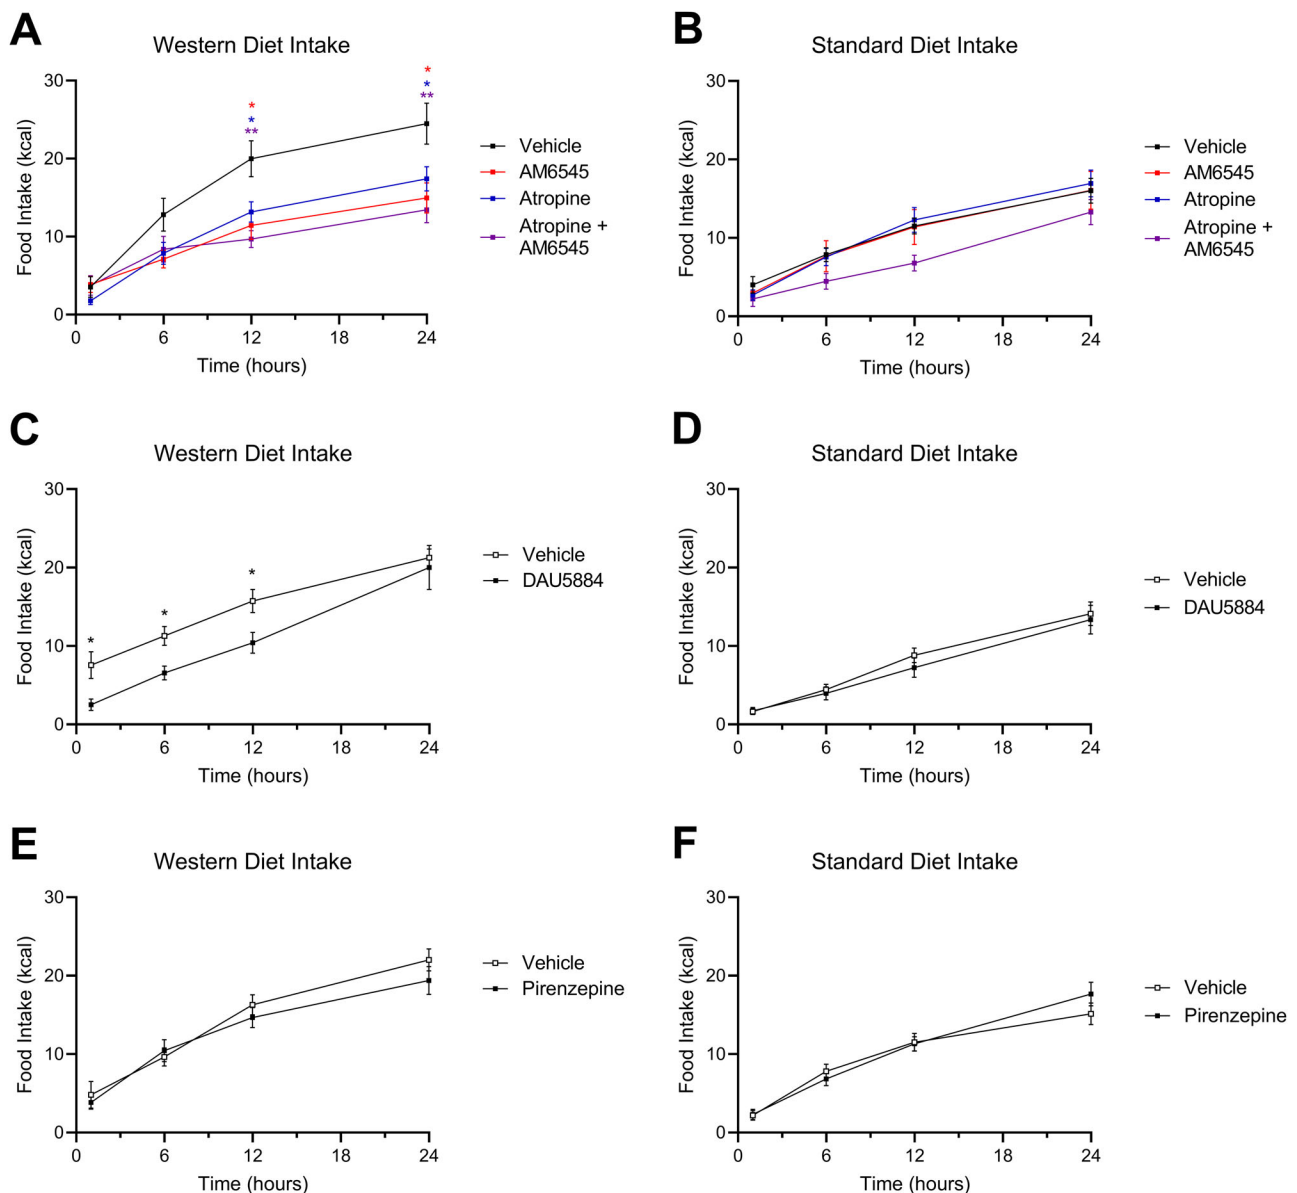 A
Western Diet Intake
Food Intake (kcal)
30
20
10
0
0 6 12 18 24
Time (hours)
*
*
**
*
*
**
Vehicle
AM6545
Atropine
Atropine +
AM6545
B
Standard Diet Intake
Food Intake (kcal)
30
20
10
0
0 6 12 18 24
Time (hours)
Vehicle
AM6545
Atropine
Atropine +
AM6545
C
Western Diet Intake
Food Intake (kcal)
30
20
10
0
0 6 12 18 24
Time (hours)
*
*
*
Vehicle
DAU5884
D
Standard Diet Intake
Food Intake (kcal)
30
20
10
0
0 6 12 18 24
Time (hours)
Vehicle
DAU5884
E
Western Diet Intake
Food Intake (kcal)
30
20
10
0
0 6 12 18 24
Time (hours)
Vehicle
Pirenzepine
F
Standard Diet Intake
Food Intake (kcal)
30
20
10
0
0 6 12 18 24
Time (hours)
Vehicle
Pirenzepine